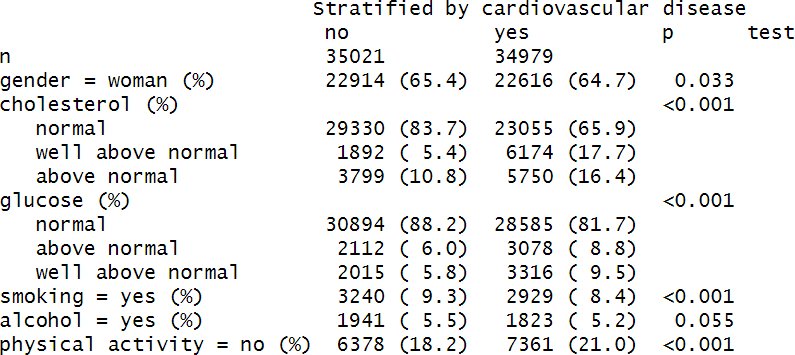 Stratified by cardiovascular disease
no yes p test
n 35021 34979
gender = woman (%) 22914 (65.4) 22616 (64.7) 0.033
cholesterol (%) <0.001
normal 29330 (83.7) 23055 (65.9)
well above normal 1892 ( 5.4) 6174 (17.7)
above normal 3799 (10.8) 5750 (16.4)
glucose (%) <0.001
normal 30894 (88.2) 28585 (81.7)
above normal 2112 ( 6.0) 3078 ( 8.8)
well above normal 2015 ( 5.8) 3316 ( 9.5)
smoking = yes (%) 3240 ( 9.3) 2929 ( 8.4) <0.001
alcohol = yes (%) 1941 ( 5.5) 1823 ( 5.2) 0.055
physical activity = no (%) 6378 (18.2) 7361 (21.0) <0.001